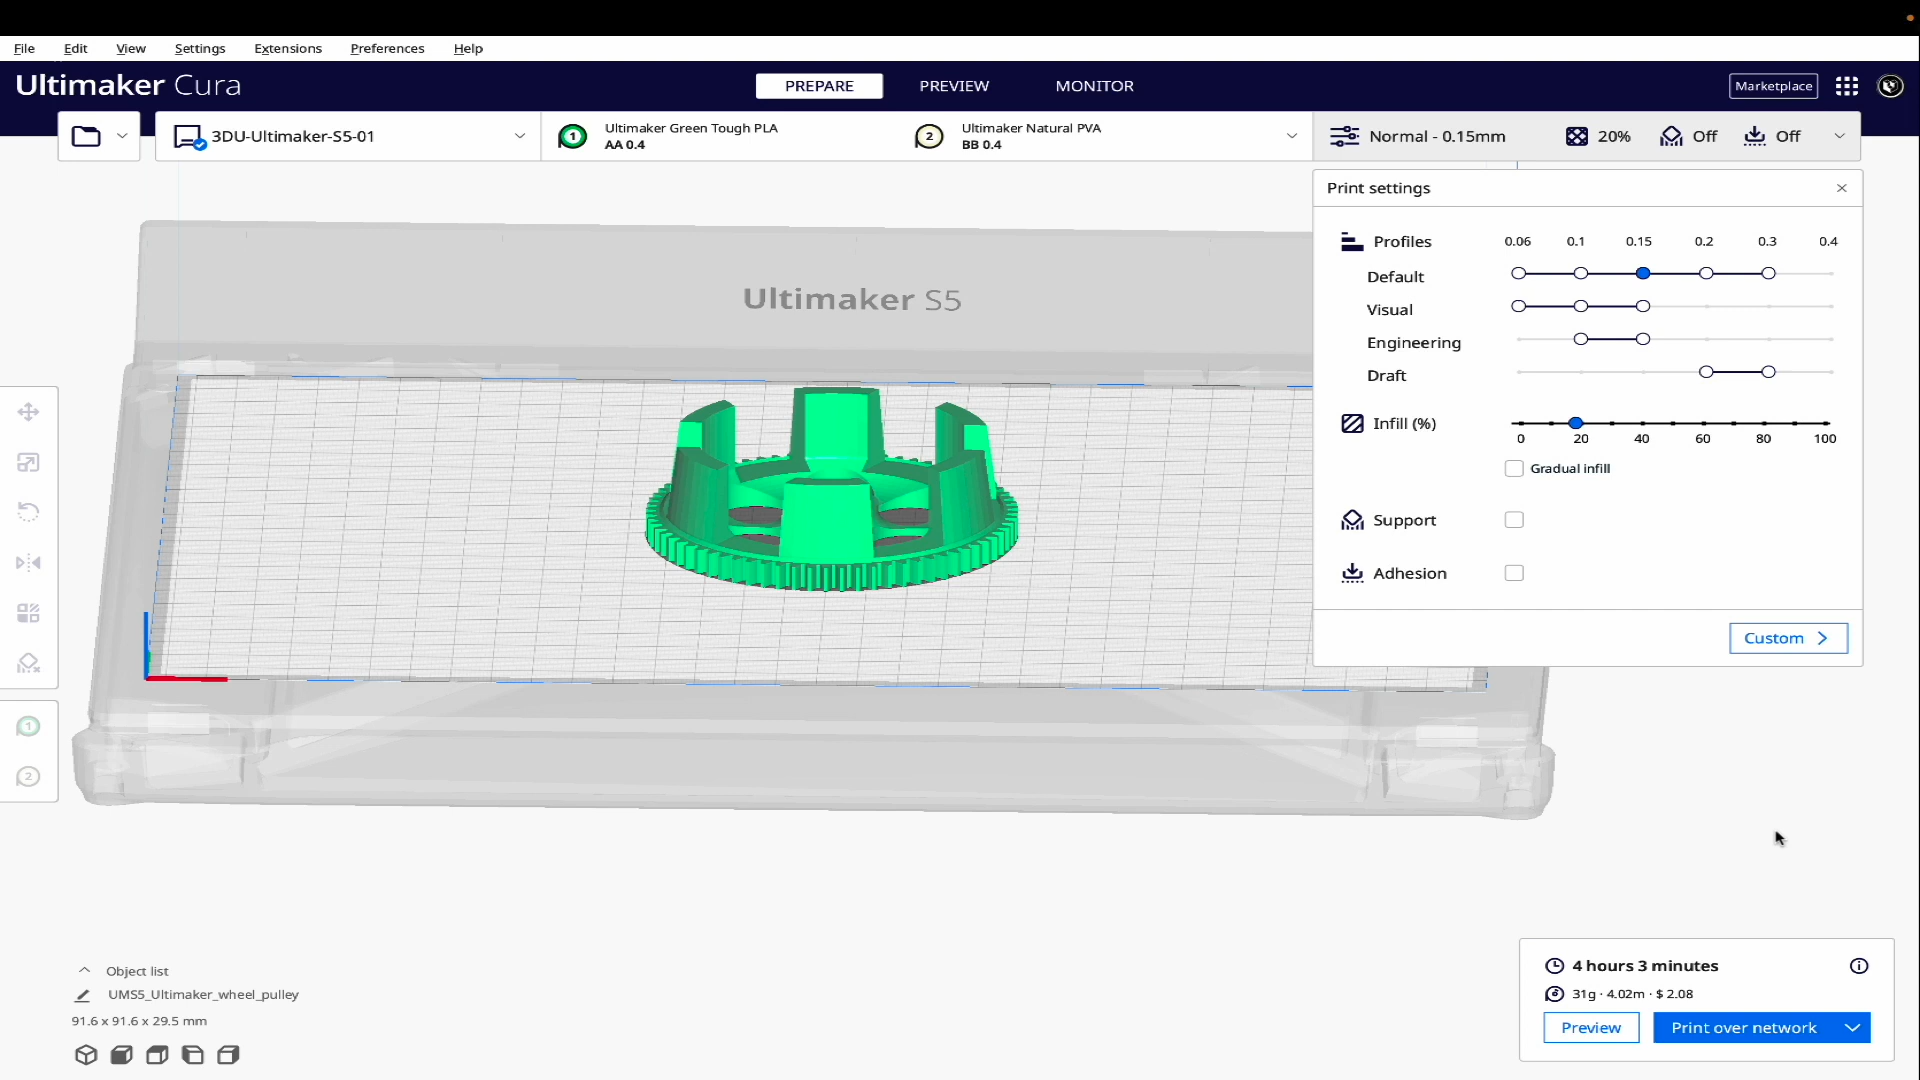 File Edit View Settings Extensions Preferences Help
Ultimaker Cura
PREPARE PREVIEW MONITOR
Marketplace
3DU-Ultimaker-S5-01
1 Ultimaker Green Tough PLA
AA 0.4
2 Ultimaker Natural PVA
BB 0.4
Normal - 0.15mm 20% Off Off
Print settings
Profiles 0.06 0.1 0.15 0.2 0.3 0.4
Default
Visual
Engineering
Draft
Infill (%)
0 20 40 60 80 100
Gradual infill
Support
Adhesion
Custom
Ultimaker S5
1
2
Object list
UMS5_Ultimaker_wheel_pulley
91.6 x 91.6 x 29.5 mm
4 hours 3 minutes
31g · 4.02m · $ 2.08
Preview Print over network